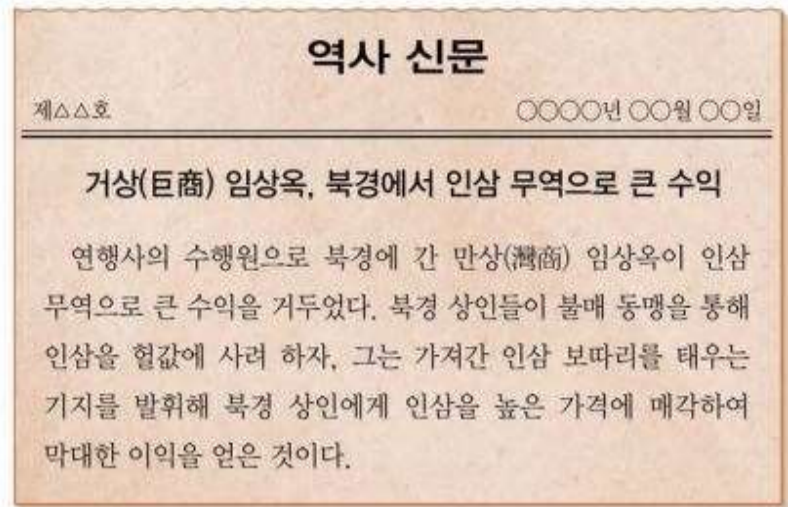 역사 신문
제△△호 ○○○○년 ○○월 ○○일
거상(巨商) 임상옥, 북경에서 인삼 무역으로 큰 수익
연행사의 수행원으로 북경에 간 만상(灣商) 임상옥이 인삼
무역으로 큰 수익을 거두었다. 북경 상인들이 불매 동맹을 통해
인삼을 헐값에 사려 하자, 그는 가져간 인삼 보따리를 태우는
기지를 발휘해 북경 상인에게 인삼을 높은 가격에 매각하여
막대한 이익을 얻은 것이다.